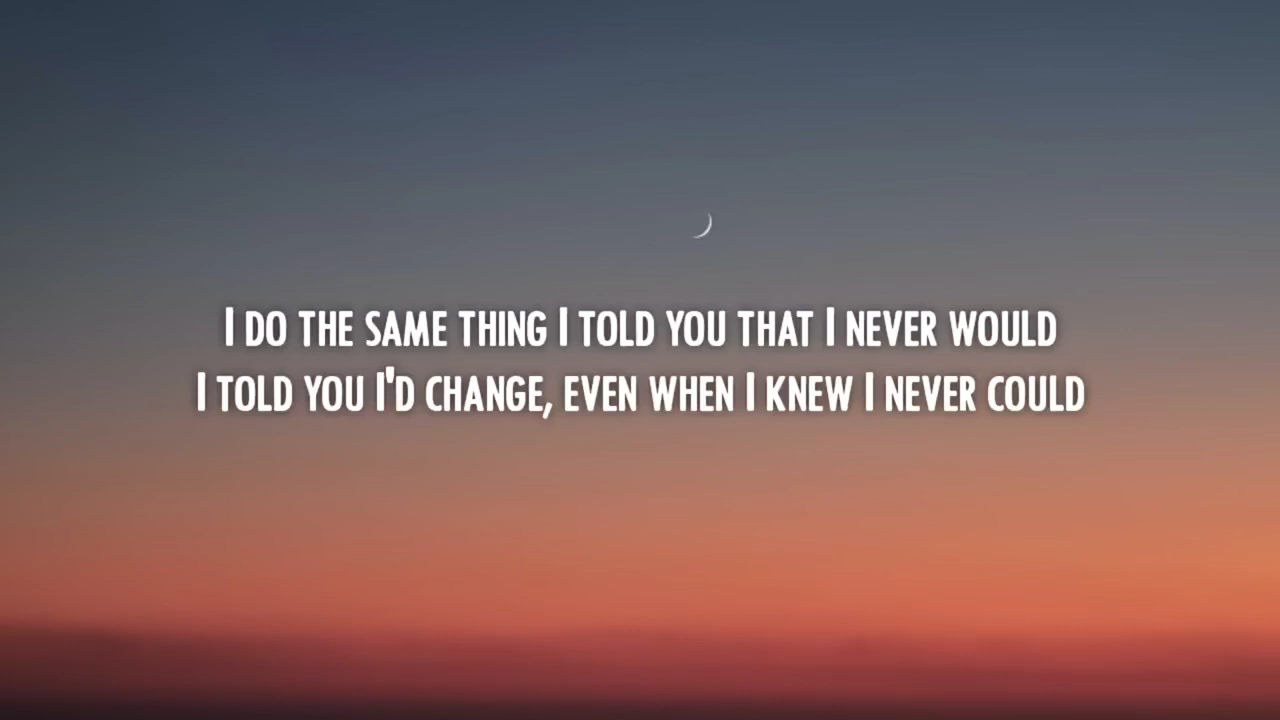 I DO THE SAME THING I TOLD YOU THAT I NEVER WOULD
I TOLD YOU I'D CHANGE, EVEN WHEN I KNEW I NEVER COULD